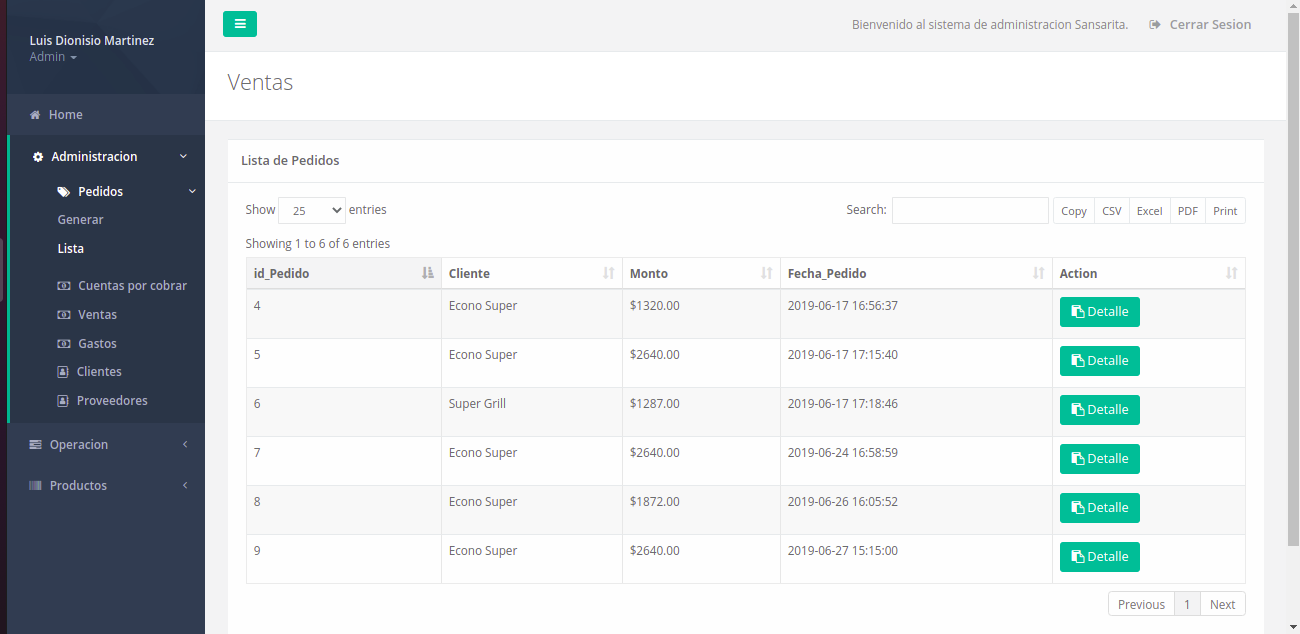 Luis Dionisio Martinez
Admin
Home
Administracion
Pedidos
Generar
Lista
Cuentas por cobrar
Ventas
Gastos
Clientes
Proveedores
Operacion
Productos
Bienvenido al sistema de administracion Sansarita. Cerrar Sesion
Ventas
Lista de Pedidos
Show 25 entries Search: Copy CSV Excel PDF Print
Showing 1 to 6 of 6 entries
id_Pedido Cliente Monto Fecha_Pedido Action
4 Econo Super $1320.00 2019-06-17 16:56:37 Detalle
5 Econo Super $2640.00 2019-06-17 17:15:40 Detalle
6 Super Grill $1287.00 2019-06-17 17:18:46 Detalle
7 Econo Super $2640.00 2019-06-24 16:58:59 Detalle
8 Econo Super $1872.00 2019-06-26 16:05:52 Detalle
9 Econo Super $2640.00 2019-06-27 15:15:00 Detalle
Previous 1 Next